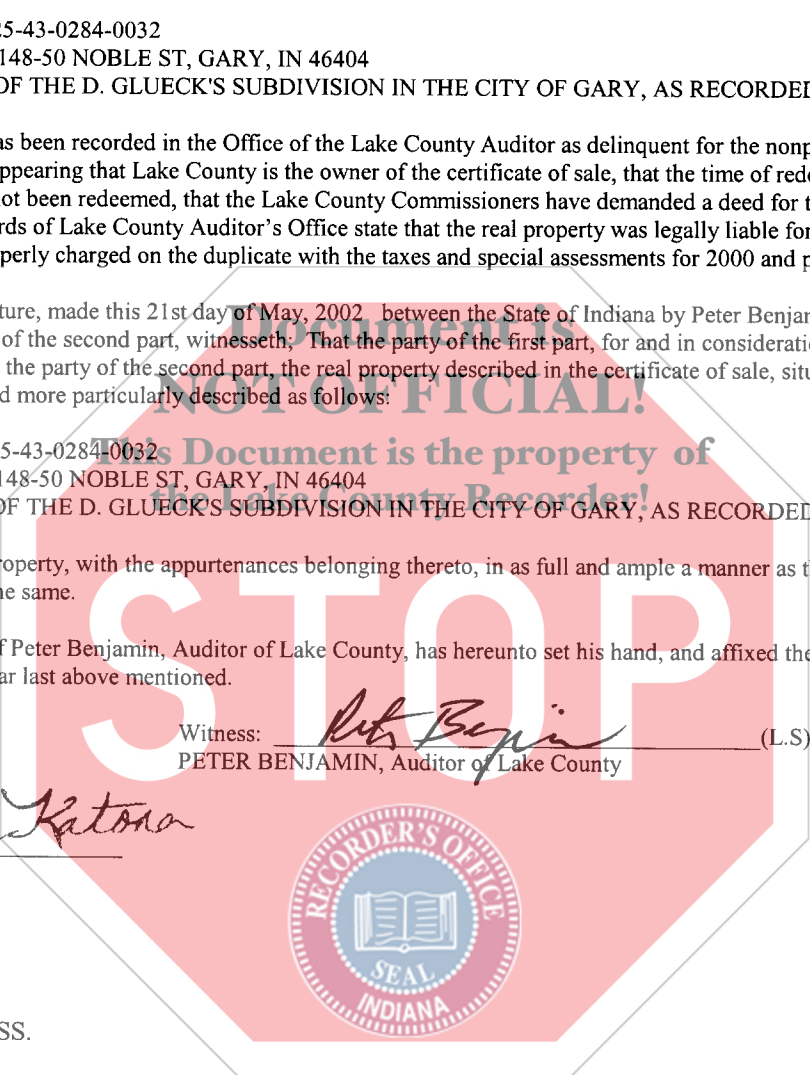 5-43-0284-0032
148-50 NOBLE ST, GARY, IN 46404
OF THE D. GLUECK'S SUBDIVISION IN THE CITY OF GARY, AS RECORDED
as been recorded in the Office of the Lake County Auditor as delinquent for the nonp
ppearing that Lake County is the owner of the certificate of sale, that the time of rede
ot been redeemed, that the Lake County Commissioners have demanded a deed for t
rds of Lake County Auditor's Office state that the real property was legally liable for
perly charged on the duplicate with the taxes and special assessments for 2000 and p
ture, made this 21st day of May, 2002 between the State of Indiana by Peter Benjam
of the second part, witnesseth; That the party of the first part, for and in consideratio
the party of the second part, the real property described in the certificate of sale, situ
d more particularly described as follows:
Document is
NOT OFFICIAL!
This Document is the property of
the Lake County Recorder!
5-43-0284-0032
148-50 NOBLE ST, GARY, IN 46404
OF THE D. GLUECK'S SUBDIVISION IN THE CITY OF GARY, AS RECORDED
operty, with the appurtenances belonging thereto, in as full and ample a manner as t
he same.
STOP
f Peter Benjamin, Auditor of Lake County, has hereunto set his hand, and affixed the
ar last above mentioned.
Witness: Peter Benjamin (L.S)
PETER BENJAMIN, Auditor of Lake County
Katona
RECORDER'S OFFICE
SEAL
INDIANA
SS.